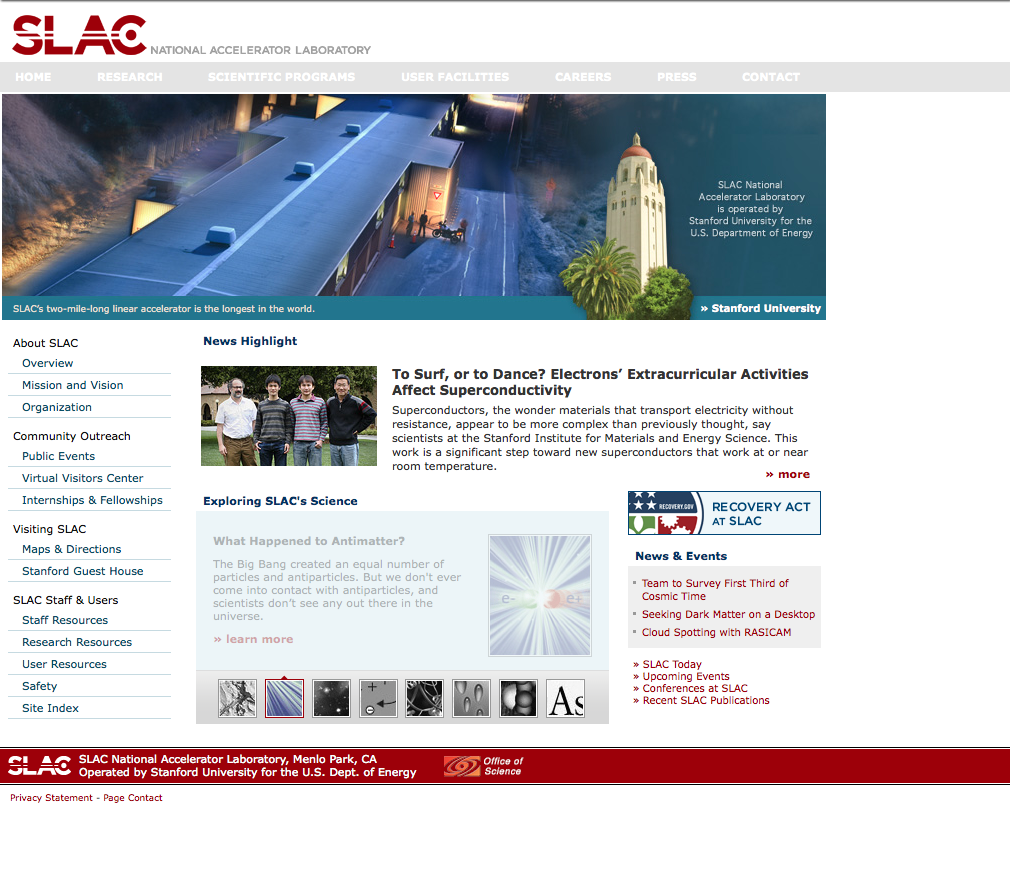 SLAC NATIONAL ACCELERATOR LABORATORY
HOME RESEARCH SCIENTIFIC PROGRAMS USER FACILITIES CAREERS PRESS CONTACT
SLAC National
Accelerator Laboratory
is operated by
Stanford University for the
U.S. Department of Energy
SLAC's two-mile-long linear accelerator is the longest in the world.
» Stanford University
About SLAC
Overview
Mission and Vision
Organization
Community Outreach
Public Events
Virtual Visitors Center
Internships & Fellowships
Visiting SLAC
Maps & Directions
Stanford Guest House
SLAC Staff & Users
Staff Resources
Research Resources
User Resources
Safety
Site Index
News Highlight
To Surf, or to Dance? Electrons’ Extracurricular Activities
Affect Superconductivity
Superconductors, the wonder materials that transport electricity without
resistance, appear to be more complex than previously thought, say
scientists at the Stanford Institute for Materials and Energy Science. This
work is a significant step toward new superconductors that work at or near
room temperature.
» more
Exploring SLAC's Science
What Happened to Antimatter?
The Big Bang created an equal number of
particles and antiparticles. But we don't ever
come into contact with antiparticles, and
scientists don’t see any out there in the
universe.
» learn more
e- e+
As
RECOVERY.GOV
RECOVERY ACT
AT SLAC
News & Events
Team to Survey First Third of
Cosmic Time
Seeking Dark Matter on a Desktop
Cloud Spotting with RASICAM
» SLAC Today
» Upcoming Events
» Conferences at SLAC
» Recent SLAC Publications
SLAC
SLAC National Accelerator Laboratory, Menlo Park, CA
Operated by Stanford University for the U.S. Dept. of Energy
Office of
Science
Privacy Statement - Page Contact